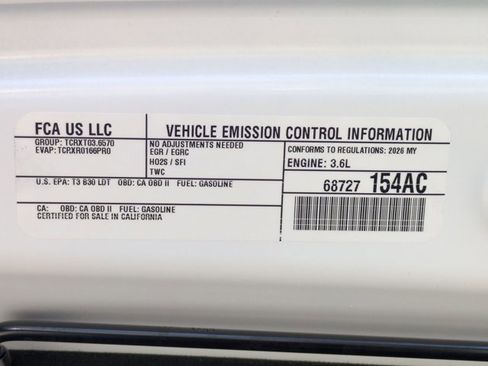 FCA US LLC
GROUP: TCRXT03.6570
EVAP: TCRXR0166PR0
VEHICLE EMISSION CONTROL INFORMATION
NO ADJUSTMENTS NEEDED
EGR / EGRC
HO2S / SFI
TWC
CONFORMS TO REGULATIONS: 2026 MY
ENGINE: 3.6L
U.S. EPA: T3 B30 LDT OBD: CA OBD II FUEL: GASOLINE
68727 154AC
CA: OBD: CA OBD II FUEL: GASOLINE
CERTIFIED FOR SALE IN CALIFORNIA